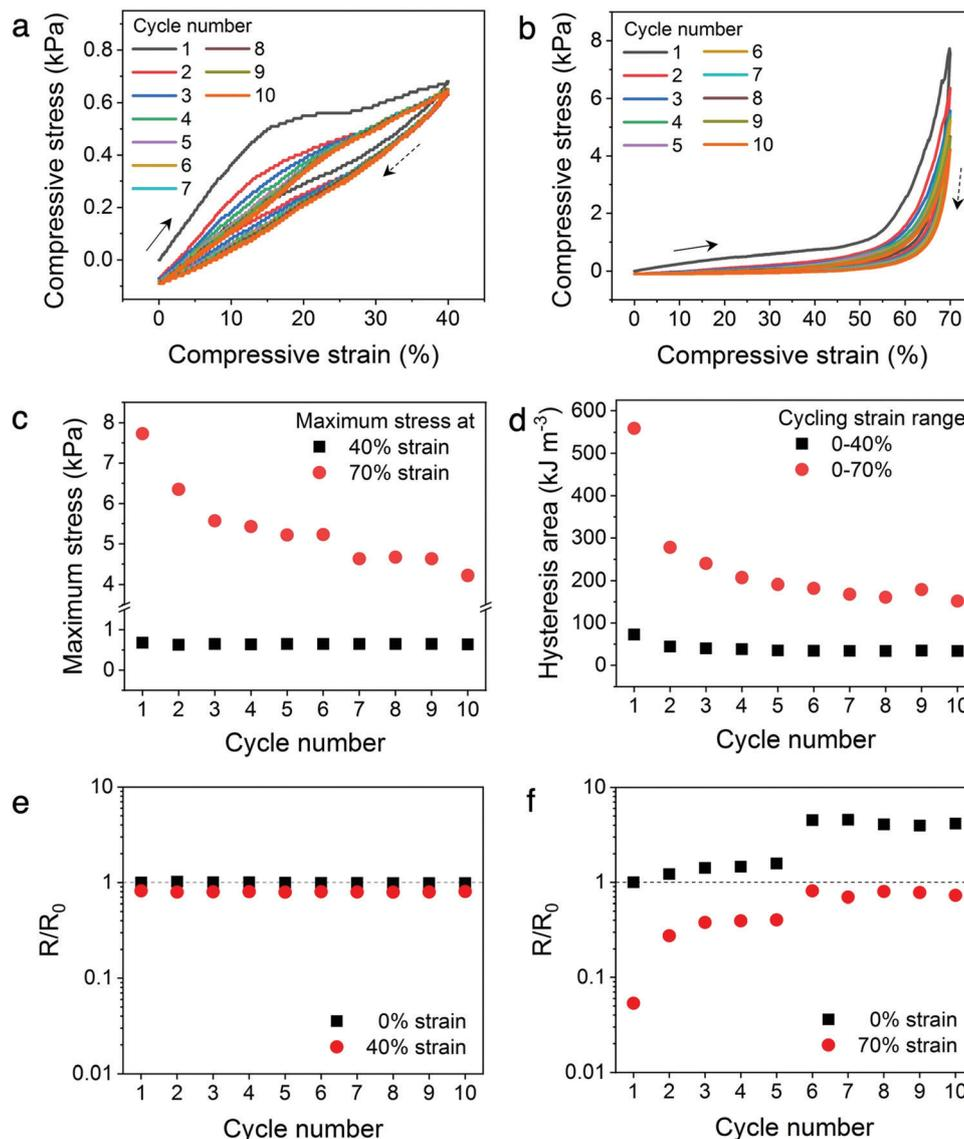 a
Compressive stress (kPa)
0.8
0.6
0.4
0.2
0.0
Cycle number
1 8
2 9
3 10
4
5
6
7
0 10 20 30 40
Compressive strain (%)
b
Compressive stress (kPa)
8
6
4
2
0
Cycle number
1 6
2 7
3 8
4 9
5 10
0 10 20 30 40 50 60 70
Compressive strain (%)
c
Maximum stress (kPa)
8
7
6
5
4
1
0
Maximum stress at
40% strain
70% strain
1 2 3 4 5 6 7 8 9 10
Cycle number
d
Hysteresis area (kJ m⁻³)
600
500
400
300
200
100
0
Cycling strain range
0-40%
0-70%
1 2 3 4 5 6 7 8 9 10
Cycle number
e
R/R₀
10
1
0.1
0.01
0% strain
40% strain
1 2 3 4 5 6 7 8 9 10
Cycle number
f
R/R₀
10
1
0.1
0.01
0% strain
70% strain
1 2 3 4 5 6 7 8 9 10
Cycle number